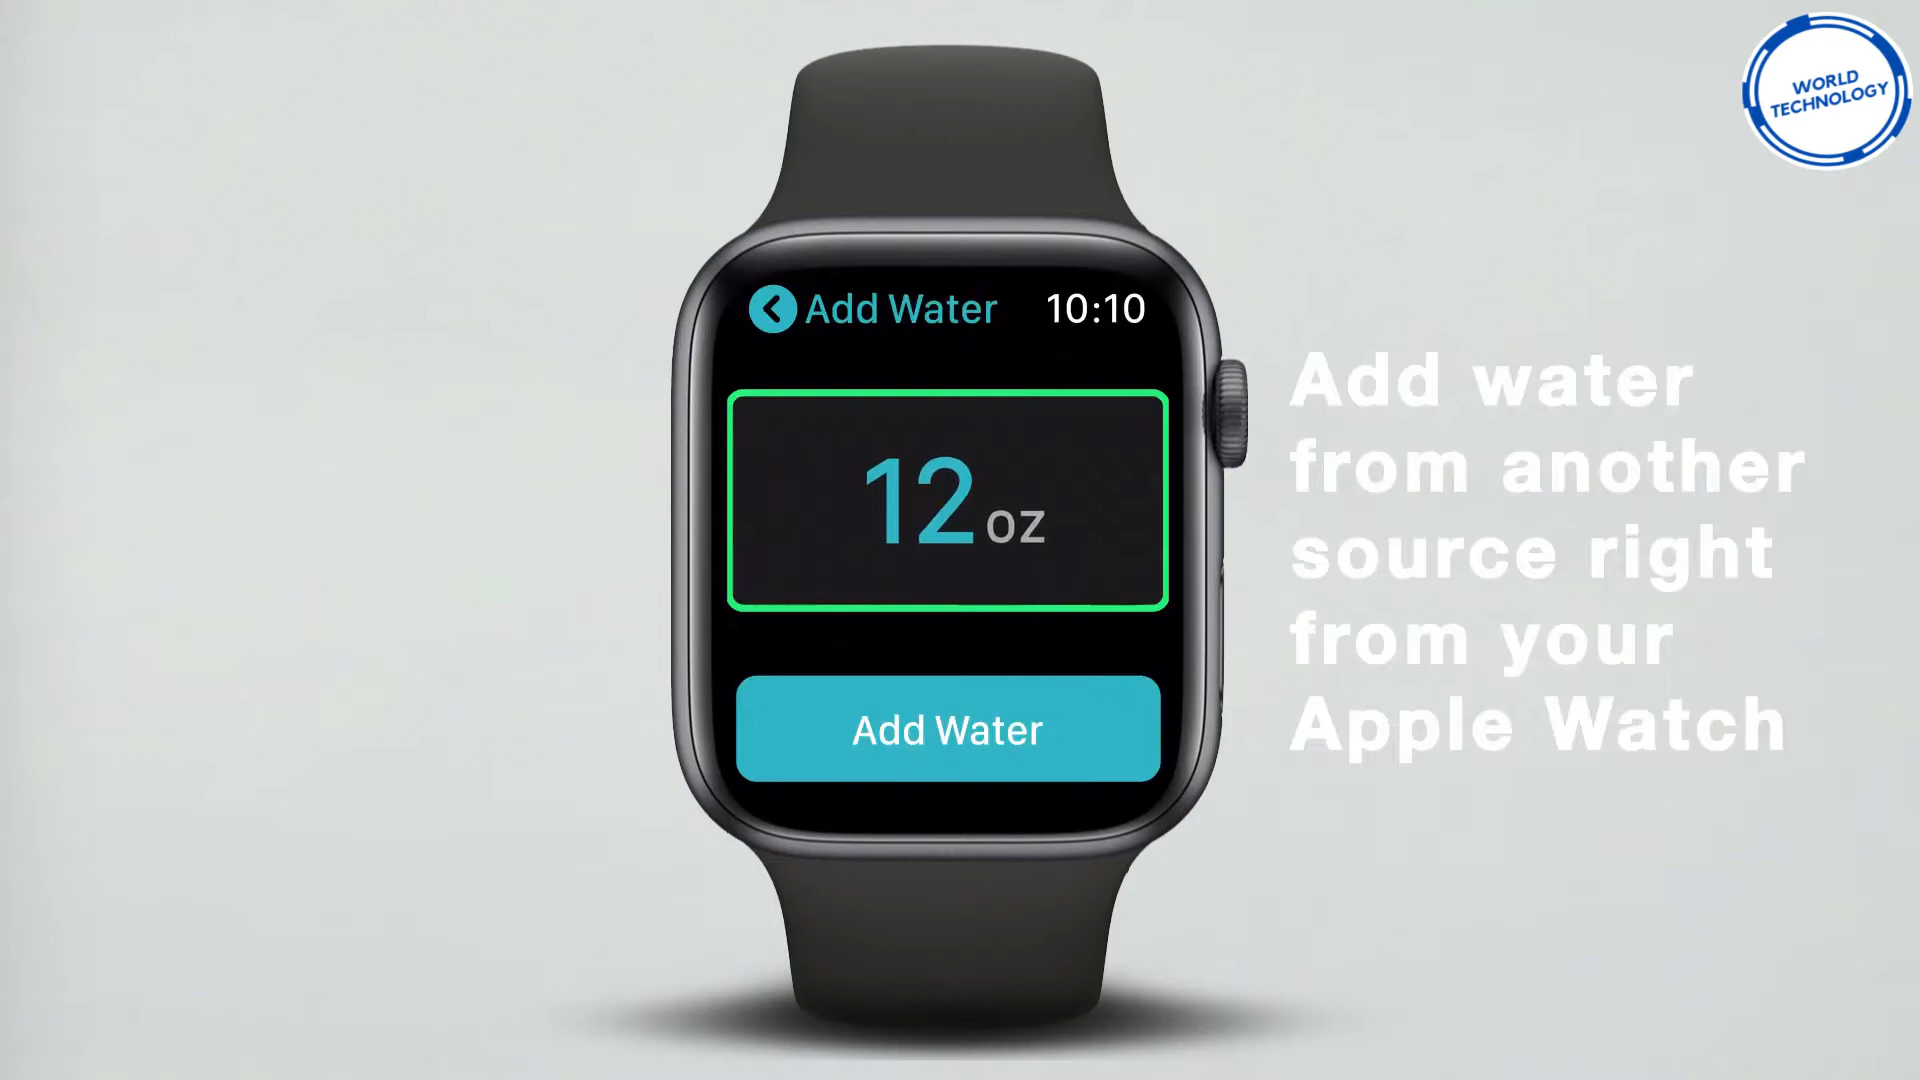 WORLD
TECHNOLOGY
Add Water 10:10
12 oz
Add Water
Add water
from another
source right
from your
Apple Watch